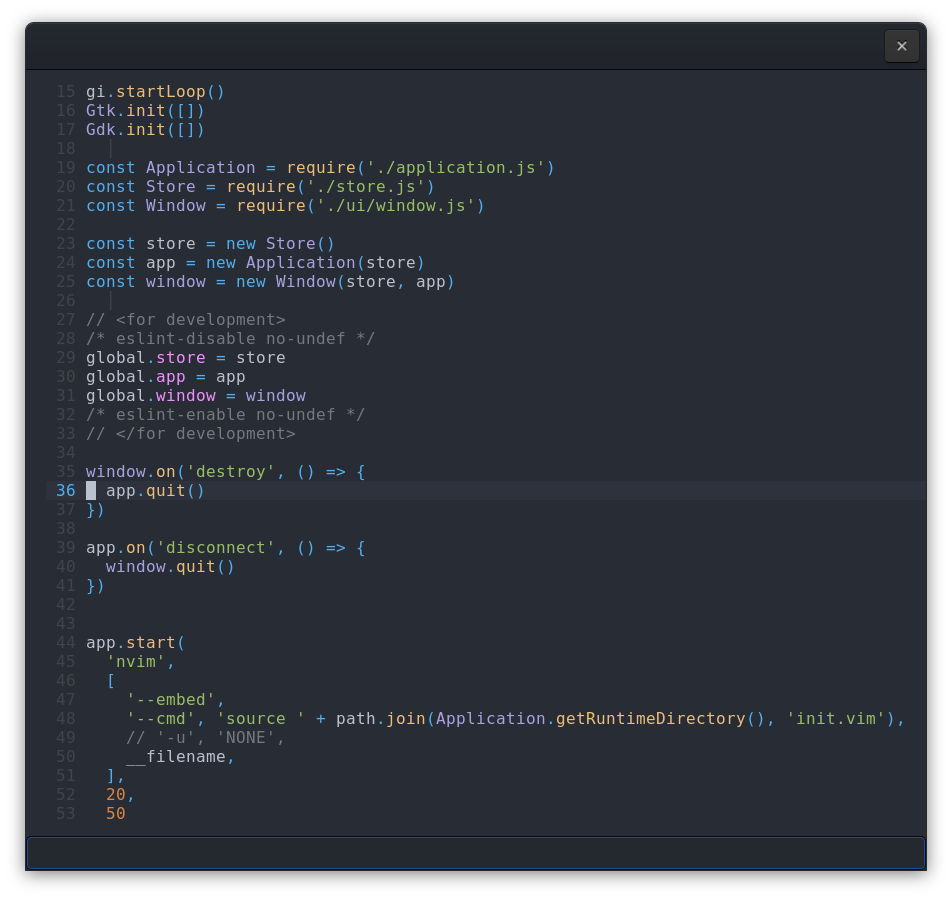 15 gi.startLoop()
16 Gtk.init([])
17 Gdk.init([])
18
19 const Application = require('./application.js')
20 const Store = require('./store.js')
21 const Window = require('./ui/window.js')
22
23 const store = new Store()
24 const app = new Application(store)
25 const window = new Window(store, app)
26
27 // <for development>
28 /* eslint-disable no-undef */
29 global.store = store
30 global.app = app
31 global.window = window
32 /* eslint-enable no-undef */
33 // </for development>
34
35 window.on('destroy', () => {
36   app.quit()
37 })
38
39 app.on('disconnect', () => {
40   window.quit()
41 })
42
43
44 app.start(
45   'nvim',
46   [
47     '--embed',
48     '--cmd', 'source ' + path.join(Application.getRuntimeDirectory(), 'init.vim'),
49     // '-u', 'NONE',
50     __filename,
51   ],
52   20,
53   50